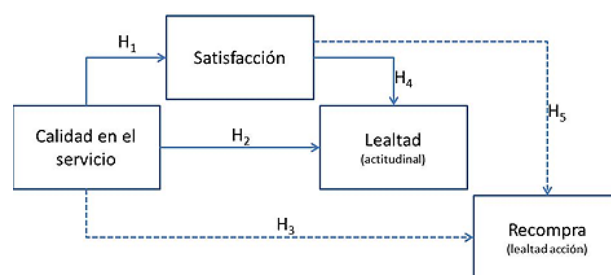 H₁
Satisfacción
H₄
H₅
Calidad en el
servicio
H₂
Lealtad
(actitudinal)
H₃
Recompra
(lealtad acción)